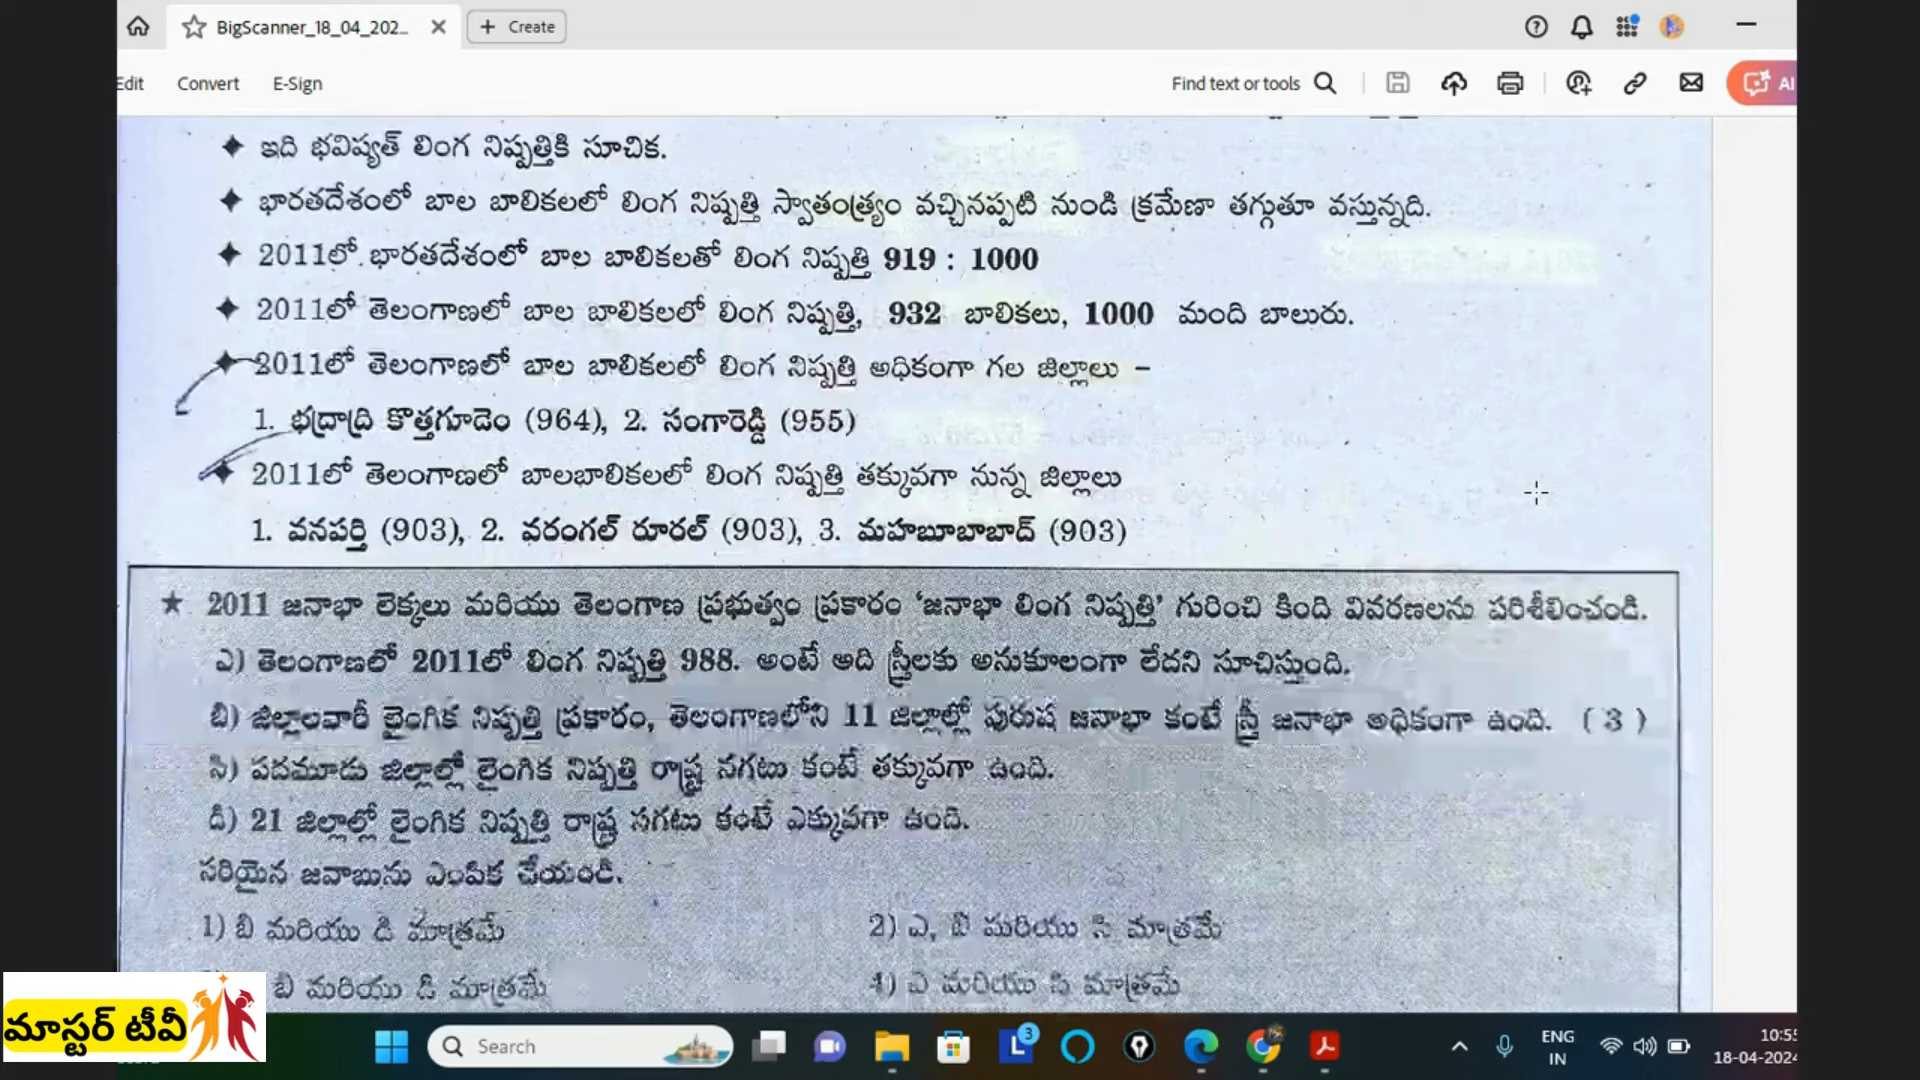 BigScanner_18_04_202...
Create
Edit
Convert
E-Sign
Find text or tools
AI
ఇది భవిష్యత్ లింగ నిష్పత్తికి సూచిక.
భారతదేశంలో బాల బాలికలలో లింగ నిష్పత్తి స్వాతంత్ర్యం వచ్చినప్పటి నుండి క్రమేణా తగ్గుతూ వస్తున్నది.
2011లో భారతదేశంలో బాల బాలికలతో లింగ నిష్పత్తి 919 : 1000
2011లో తెలంగాణలో బాల బాలికలలో లింగ నిష్పత్తి, 932 బాలికలు, 1000 మంది బాలురు.
2011లో తెలంగాణలో బాల బాలికలలో లింగ నిష్పత్తి అధికంగా గల జిల్లాలు –
1. భద్రాద్రి కొత్తగూడెం (964), 2. సంగారెడ్డి (955)
2011లో తెలంగాణలో బాలభాలికలలో లింగ నిష్పత్తి తక్కువగా నున్న జిల్లాలు
1. వనపర్తి (903), 2. వరంగల్ రూరల్ (903), 3. మహబూబాబాద్ (903)
★ 2011 జనాభా లెక్కలు మరియు తెలంగాణ ప్రభుత్వం ప్రకారం ‘జనాభా లింగ నిష్పత్తి’ గురించి కింది వివరణలను పరిశీలించండి.
ఎ) తెలంగాణలో 2011లో లింగ నిష్పత్తి 988. అంటే అది స్త్రీలకు అనుకూలంగా లేదని సూచిస్తుంది.
బి) జిల్లాలవారీ లైంగిక నిష్పత్తి ప్రకారం, తెలంగాణలోని 11 జిల్లాల్లో పురుష జనాభా కంటే స్త్రీ జనాభా అధికంగా ఉంది. ( 3 )
సి) పదమూడు జిల్లాల్లో లైంగిక నిష్పత్తి రాష్ట్ర సగటు కంటే తక్కువగా ఉంది.
డి) 21 జిల్లాల్లో లైంగిక నిష్పత్తి రాష్ట్ర సగటు కంటే ఎక్కువగా ఉంది.
సరియైన జవాబును ఎంపిక చేయండి.
1) బి మరియు డి మాత్రమే
2) ఎ, బి మరియు సి మాత్రమే
బి మరియు డి మాత్రమే
4) ఎ మరియు సి మాత్రమే
మాస్టర్ టీవీ
Search
3
ENG
IN
10:55
18-04-2024